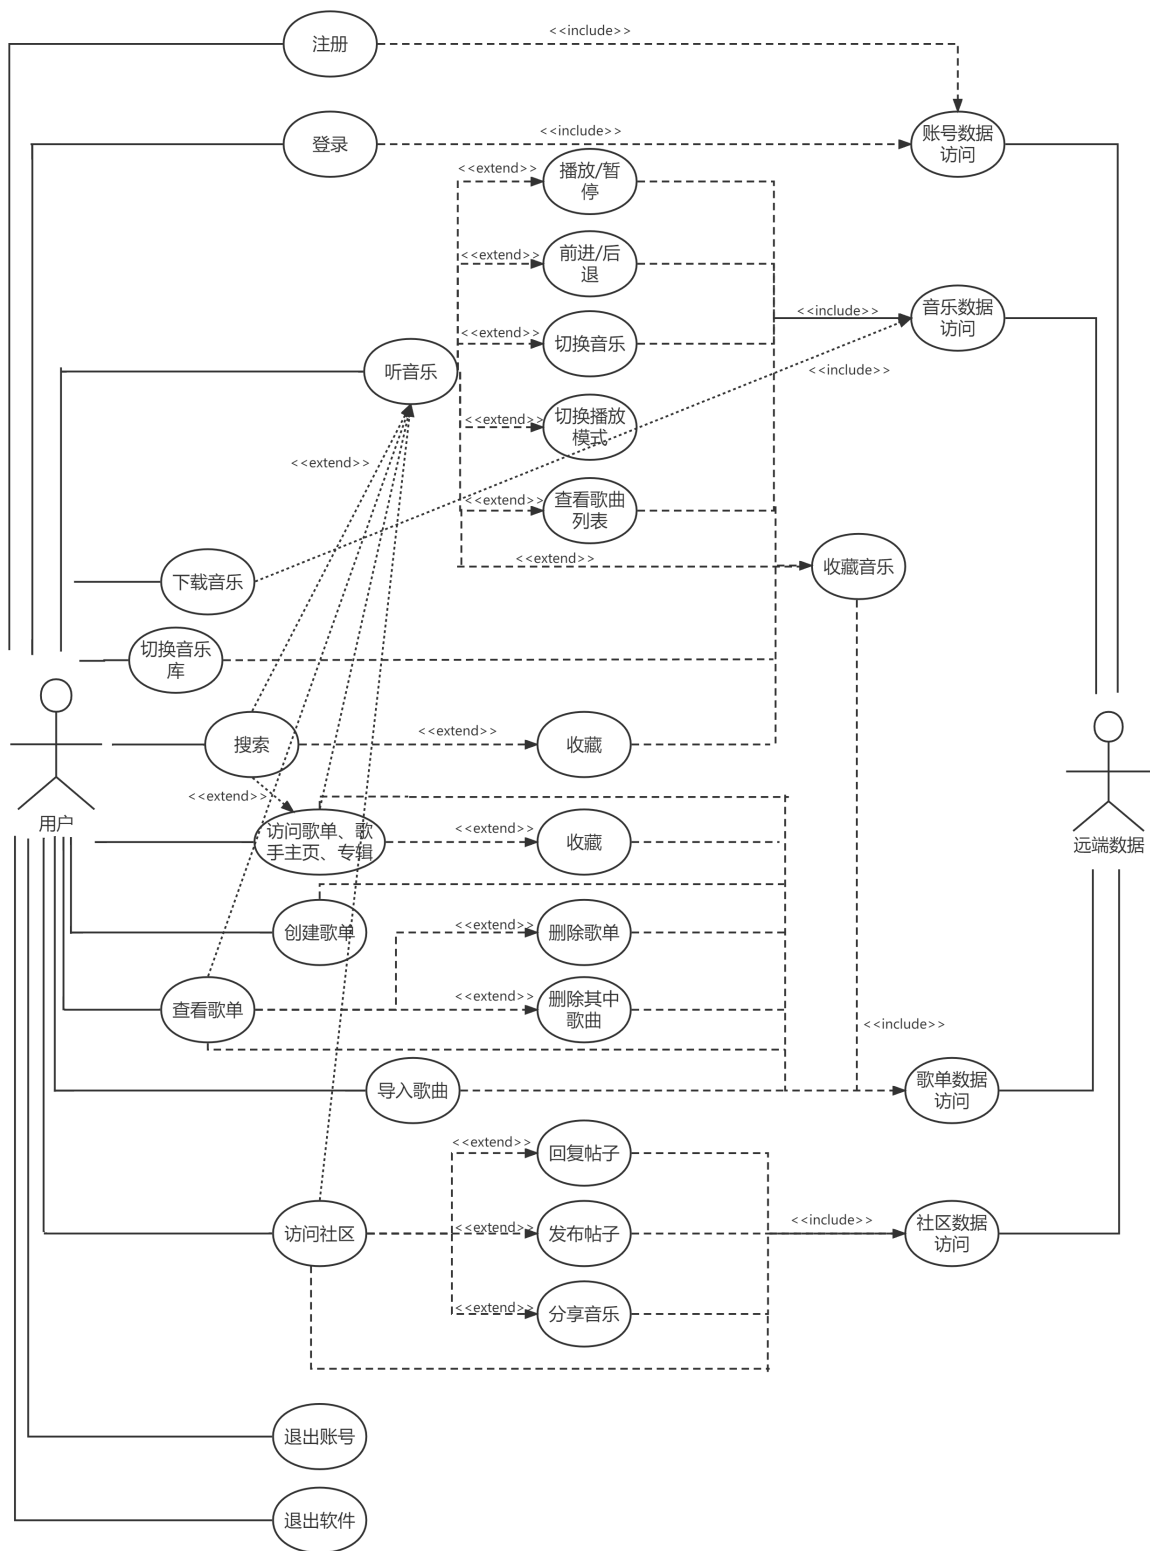 <<include>>
注册
<<include>>
登录
账号数据
访问
<<extend>>
播放/暂
停
<<extend>>
前进/后
退
<<include>>
音乐数据
访问
<<extend>>
切换音乐
听音乐
<<include>>
<<extend>>
切换播放
模式
<<extend>>
<<extend>>
查看歌曲
列表
<<extend>>
收藏音乐
下载音乐
切换音乐
库
<<extend>>
搜索
收藏
<<extend>>
用户
访问歌单、歌
手主页、专辑
<<extend>>
收藏
远端数据
<<extend>>
创建歌单
删除歌单
<<extend>>
查看歌单
删除其中
歌曲
<<include>>
导入歌曲
歌单数据
访问
<<extend>>
回复帖子
<<include>>
访问社区
<<extend>>
发布帖子
社区数据
访问
<<extend>>
分享音乐
退出账号
退出软件